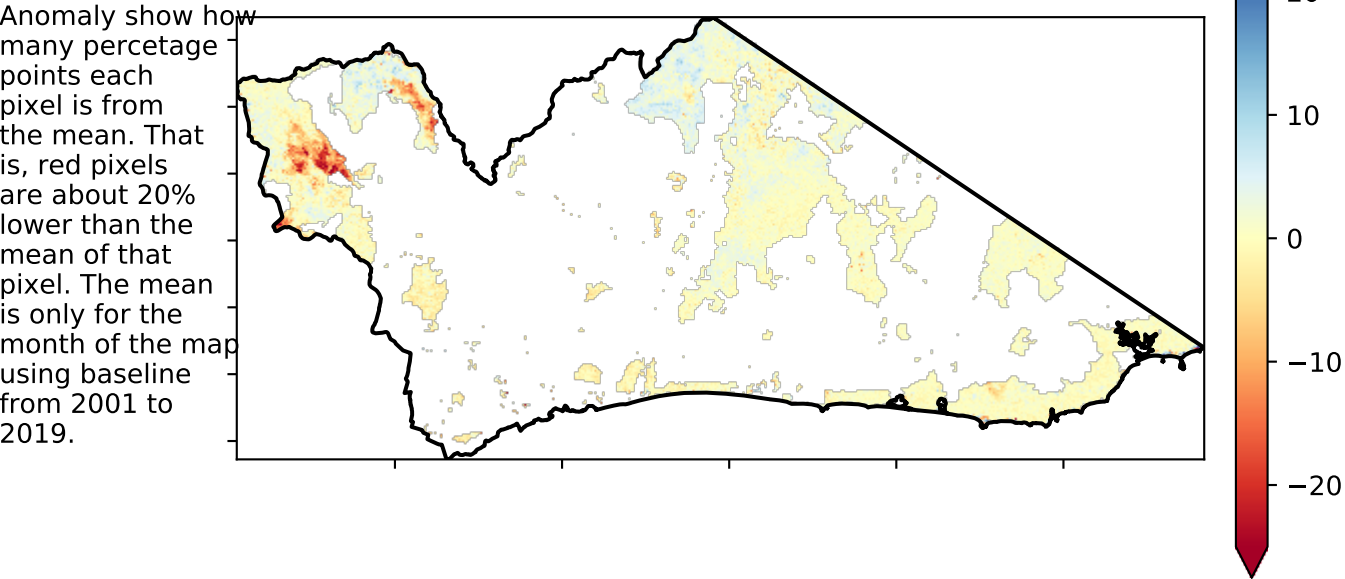 Anomaly show how
many percetage
points each
pixel is from
the mean. That
is, red pixels
are about 20%
lower than the
mean of that
pixel. The mean
is only for the
month of the map
using baseline
from 2001 to
2019.
10
0
−10
−20